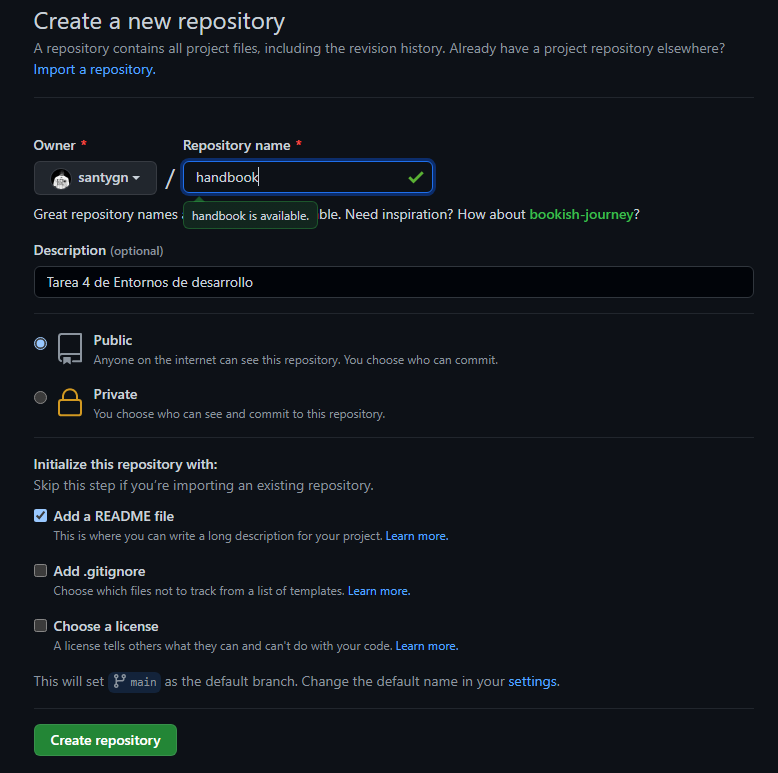 Create a new repository
A repository contains all project files, including the revision history. Already have a project repository elsewhere?
Import a repository.
Owner *
Repository name *
santygn
/
handbook
Great repository names
handbook is available.
ble. Need inspiration? How about bookish-journey?
Description (optional)
Tarea 4 de Entornos de desarrollo
Public
Anyone on the internet can see this repository. You choose who can commit.
Private
You choose who can see and commit to this repository.
Initialize this repository with:
Skip this step if you're importing an existing repository.
Add a README file
This is where you can write a long description for your project. Learn more.
Add .gitignore
Choose which files not to track from a list of templates. Learn more.
Choose a license
A license tells others what they can and can't do with your code. Learn more.
This will set main as the default branch. Change the default name in your settings.
Create repository